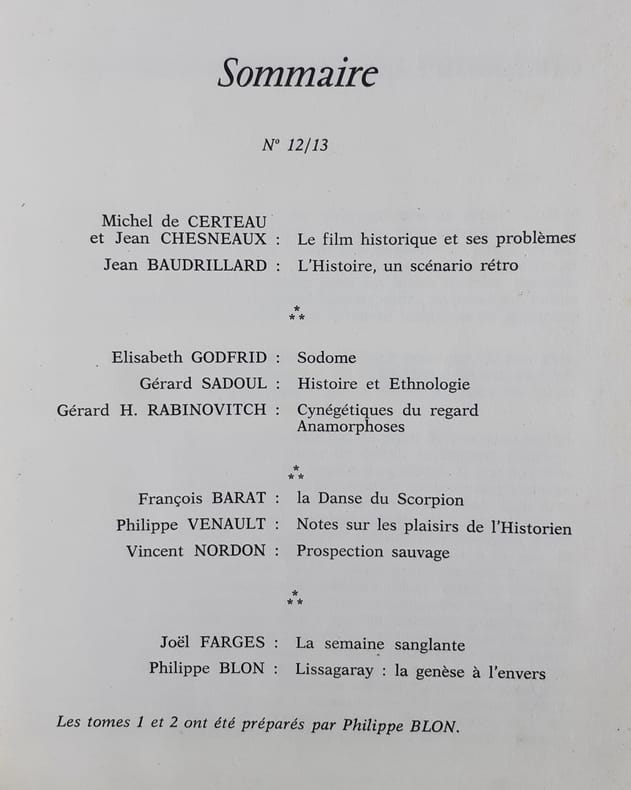 Sommaire
N° 12/13
Michel de CERTEAU
et Jean CHESNEAUX : Le film historique et ses problèmes
Jean BAUDRILLARD : L'Histoire, un scénario rétro
*
**
Elisabeth GODFRID : Sodome
Gérard SADOUL : Histoire et Ethnologie
Gérard H. RABINOVITCH : Cynégétiques du regard
Anamorphoses
*
**
François BARAT : la Danse du Scorpion
Philippe VENAULT : Notes sur les plaisirs de l'Historien
Vincent NORDON : Prospection sauvage
*
**
Joël FARGES : La semaine sanglante
Philippe BLON : Lissagaray : la genèse à l'envers
Les tomes 1 et 2 ont été préparés par Philippe BLON.